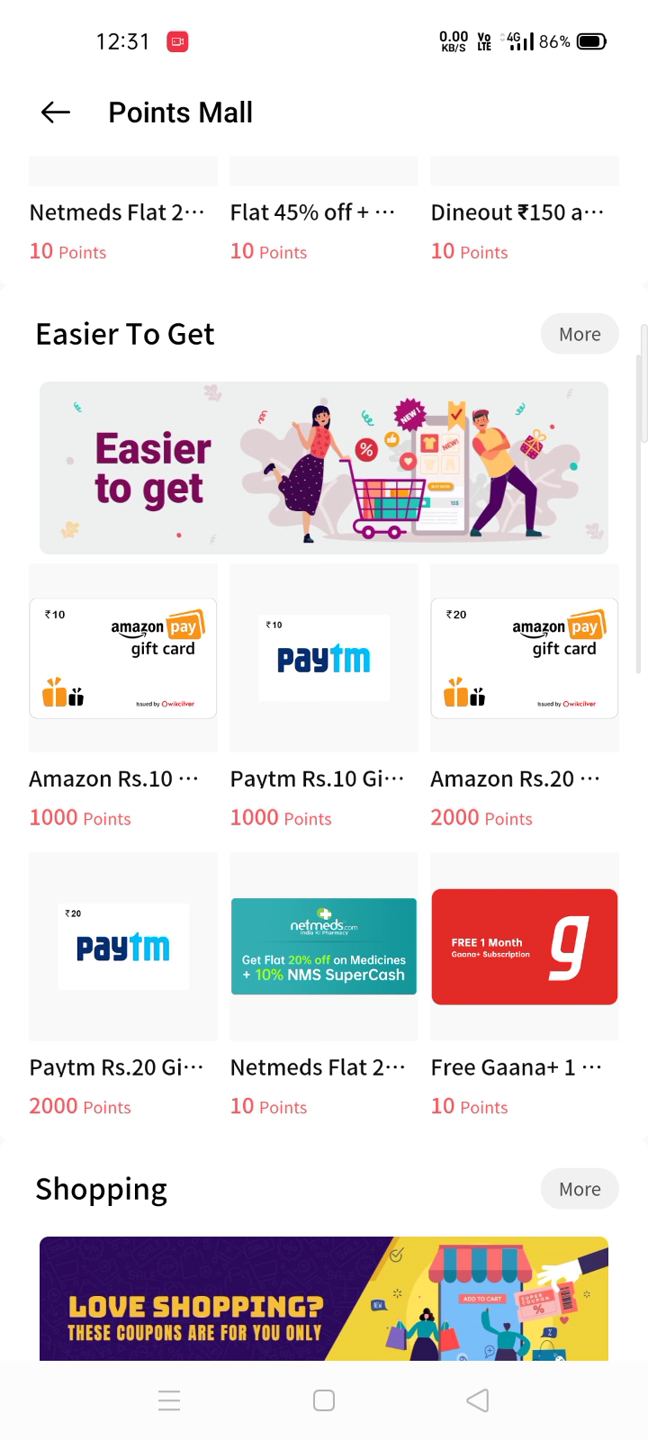 12:31
0.00 KB/S Vo LTE 4G 86%
Points Mall
Netmeds Flat 2···
Flat 45% off + ···
Dineout ₹150 a···
10 Points
10 Points
10 Points
Easier To Get
More
Easier
to get
NEW!
NEW!
%
₹10
amazon pay
gift card
Issued by Qwikcilver
₹10
paytm
₹20
amazon pay
gift card
Issued by Qwikcilver
Amazon Rs.10 ···
Paytm Rs.10 Gi···
Amazon Rs.20 ···
1000 Points
1000 Points
2000 Points
₹20
paytm
netmeds.com
India Ki Pharmacy
Get Flat 20% off on Medicines
+ 10% NMS SuperCash
FREE 1 Month
Gaana+ Subscription
g
Paytm Rs.20 Gi···
Netmeds Flat 2···
Free Gaana+ 1 ···
2000 Points
10 Points
10 Points
Shopping
More
LOVE SHOPPING?
THESE COUPONS ARE FOR YOU ONLY
ADD TO CART
SUPER COUPON
%